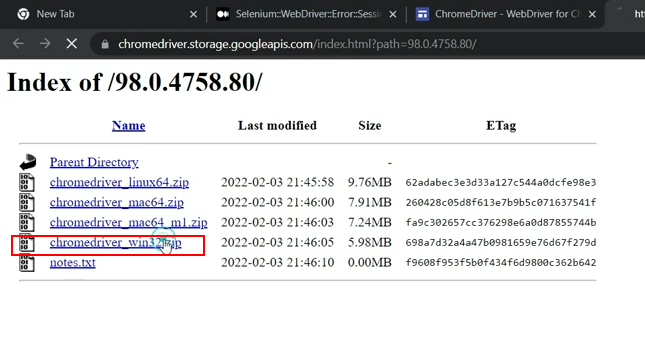 New Tab
Selenium::WebDriver::Error::Sessi
ChromeDriver - WebDriver for Ch
chromedriver.storage.googleapis.com/index.html?path=98.0.4758.80/
Index of /98.0.4758.80/
Name Last modified Size ETag
Parent Directory -
chromedriver_linux64.zip 2022-02-03 21:45:58 9.76MB 62adabec3e3d33a127c544a0dcfe98e3
chromedriver_mac64.zip 2022-02-03 21:46:00 7.91MB 260428c05d8f613e7b9b5c071637541f
chromedriver_mac64_m1.zip 2022-02-03 21:46:03 7.24MB fa9c302657cc376298e6a0d87855744b
chromedriver_win32.zip 2022-02-03 21:46:05 5.98MB 698a7d32a4a47b0981659e76d67f279d
notes.txt 2022-02-03 21:46:10 0.00MB f9608f953f5b0f434f6d9800c362b642